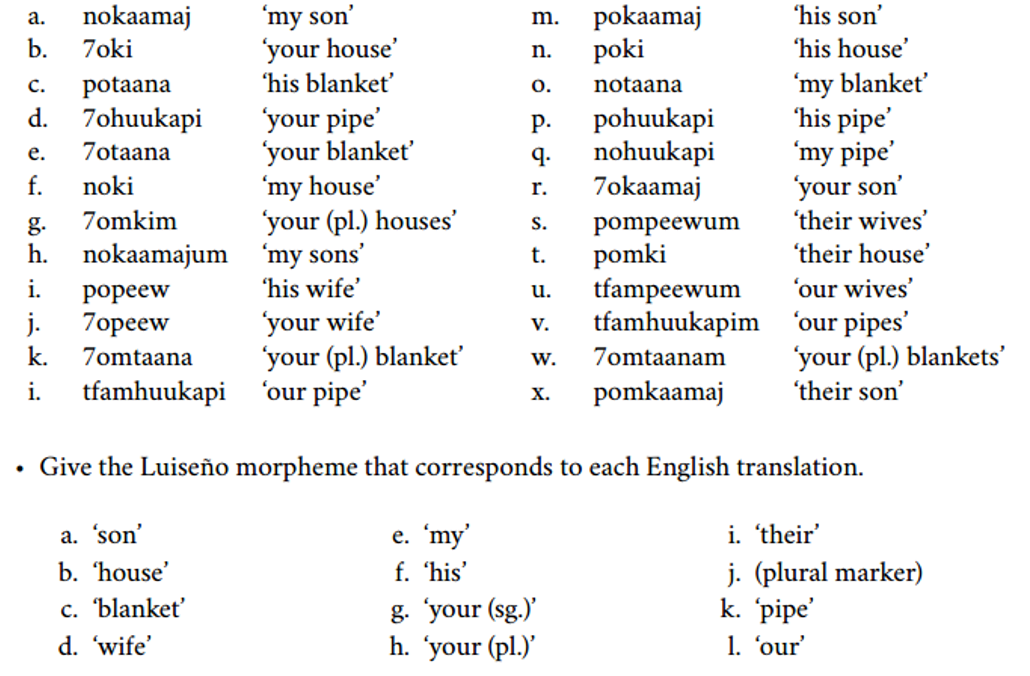 a. nokaamaj ‘my son’ m. pokaamaj ‘his son’
b. 7oki ‘your house’ n. poki ‘his house’
c. potaana ‘his blanket’ o. notaana ‘my blanket’
d. 7ohuukapi ‘your pipe’ p. pohuukapi ‘his pipe’
e. 7otaana ‘your blanket’ q. nohuukapi ‘my pipe’
f. noki ‘my house’ r. 7okaamaj ‘your son’
g. 7omkim ‘your (pl.) houses’ s. pompeewum ‘their wives’
h. nokaamajum ‘my sons’ t. pomki ‘their house’
i. popeew ‘his wife’ u. tfampeewum ‘our wives’
j. 7opeew ‘your wife’ v. tfamhuukapim ‘our pipes’
k. 7omtaana ‘your (pl.) blanket’ w. 7omtaanam ‘your (pl.) blankets’
i. tfamhuukapi ‘our pipe’ x. pomkaamaj ‘their son’
• Give the Luiseño morpheme that corresponds to each English translation.
a. ‘son’ e. ‘my’ i. ‘their’
b. ‘house’ f. ‘his’ j. (plural marker)
c. ‘blanket’ g. ‘your (sg.)’ k. ‘pipe’
d. ‘wife’ h. ‘your (pl.)’ l. ‘our’